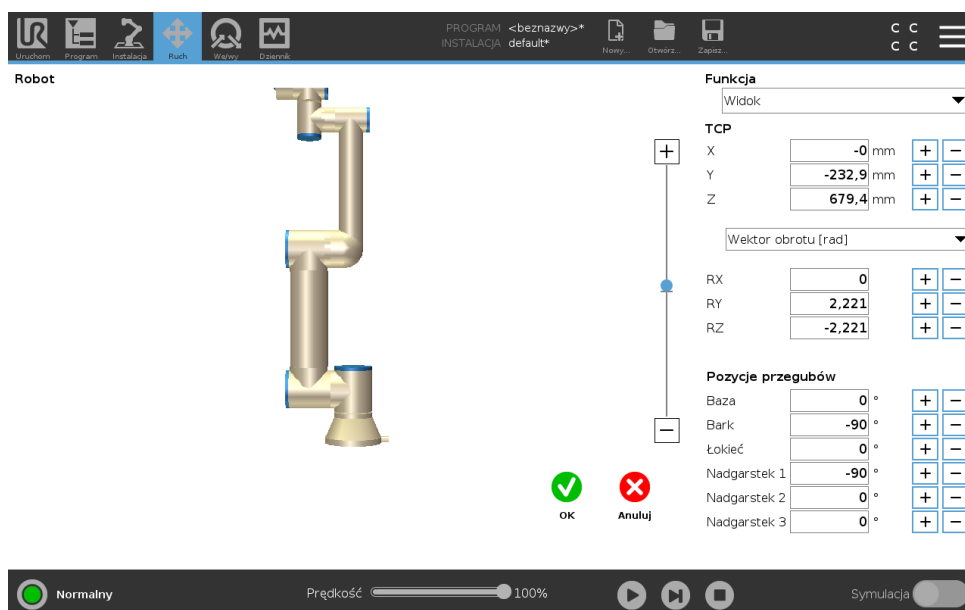 PROGRAM <beznazwy>*
INSTALACJA default*
Uruchom Program Instalacja Ruch We/wy Dziennik
Nowy... Otwórz... Zapisz...
C C
C C
Robot
Funkcja
Widok
TCP
X -0 mm + −
Y -232,9 mm + −
Z 679,4 mm + −
Wektor obrotu [rad]
RX 0 + −
RY 2,221 + −
RZ -2,221 + −
Pozycje przegubów
Baza 0 ° + −
Bark -90 ° + −
Łokieć 0 ° + −
Nadgarstek 1 -90 ° + −
Nadgarstek 2 0 ° + −
Nadgarstek 3 0 ° + −
+
−
OK Anuluj
Normalny
Prędkość 100%
Symulacja